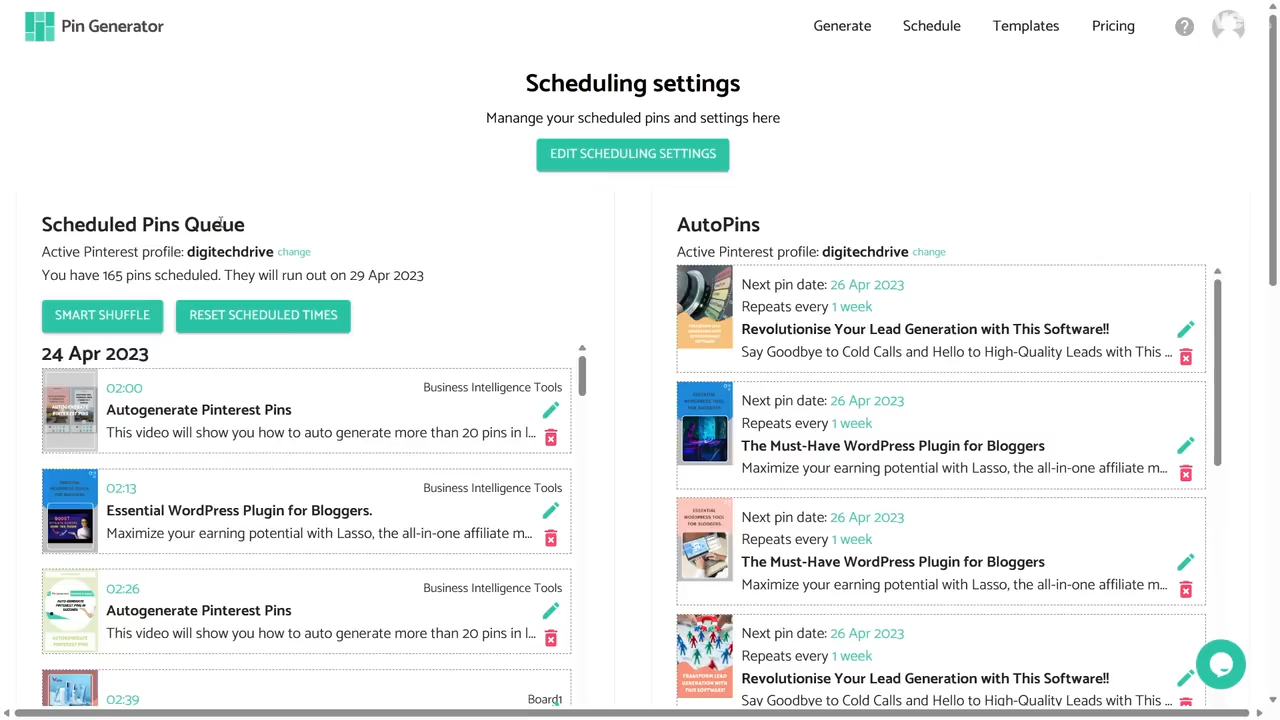 Pin Generator
Generate
Schedule
Templates
Pricing
Scheduling settings
Manange your scheduled pins and settings here
EDIT SCHEDULING SETTINGS
Scheduled Pins Queue
Active Pinterest profile: digitechdrive change
You have 165 pins scheduled. They will run out on 29 Apr 2023
SMART SHUFFLE
RESET SCHEDULED TIMES
24 Apr 2023
02:00
Business Intelligence Tools
Autogenerate Pinterest Pins
This video will show you how to auto generate more than 20 pins in l...
02:13
Business Intelligence Tools
Essential WordPress Plugin for Bloggers.
Maximize your earning potential with Lasso, the all-in-one affiliate m...
02:26
Business Intelligence Tools
Autogenerate Pinterest Pins
This video will show you how to auto generate more than 20 pins in l...
02:39
Board1
AutoPins
Active Pinterest profile: digitechdrive change
Next pin date: 26 Apr 2023
Repeats every 1 week
Revolutionise Your Lead Generation with This Software!!
Say Goodbye to Cold Calls and Hello to High-Quality Leads with This ...
Next pin date: 26 Apr 2023
Repeats every 1 week
The Must-Have WordPress Plugin for Bloggers
Maximize your earning potential with Lasso, the all-in-one affiliate m...
Next pin date: 26 Apr 2023
Repeats every 1 week
The Must-Have WordPress Plugin for Bloggers
Maximize your earning potential with Lasso, the all-in-one affiliate m...
Next pin date: 26 Apr 2023
Repeats every 1 week
Revolutionise Your Lead Generation with This Software!!
Say Goodbye to Cold Calls and Hello to High-Quality Leads with This ...